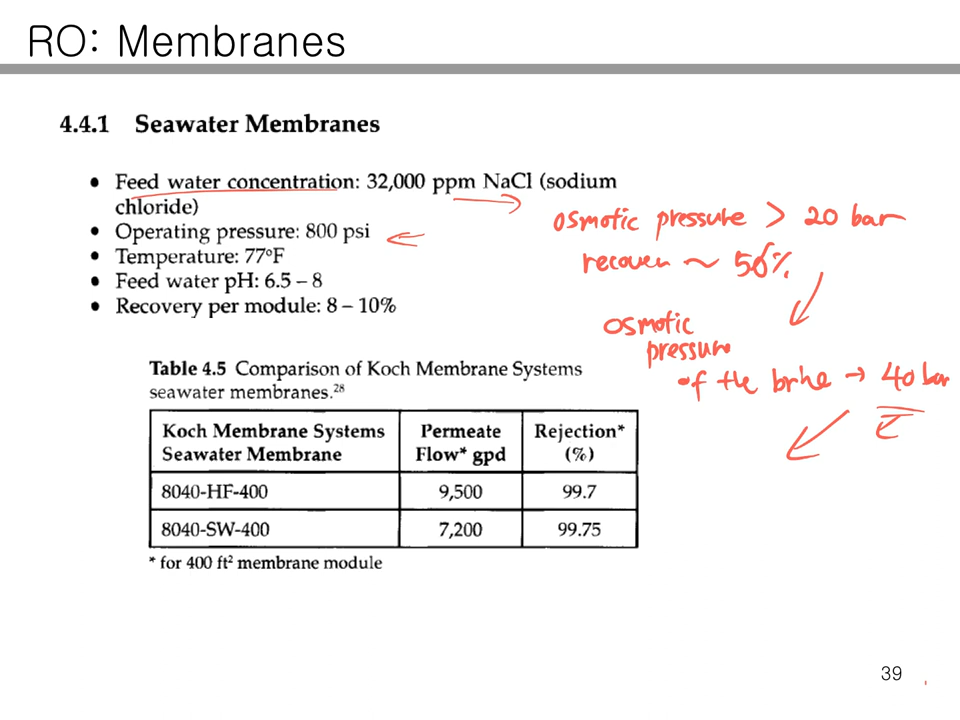 RO: Membranes
4.4.1 Seawater Membranes
• Feed water concentration: 32,000 ppm NaCl (sodium
chloride)
• Operating pressure: 800 psi
• Temperature: 77°F
• Feed water pH: 6.5 – 8
• Recovery per module: 8 – 10%
osmotic pressure > 20 bar
recoven ~ 50%
osmotic
pressure
of the brine → 40 bar
Table 4.5 Comparison of Koch Membrane Systems
seawater membranes.²⁸
Koch Membrane Systems Seawater Membrane | Permeate Flow* gpd | Rejection* (%)
8040-HF-400 | 9,500 | 99.7
8040-SW-400 | 7,200 | 99.75
* for 400 ft² membrane module
39